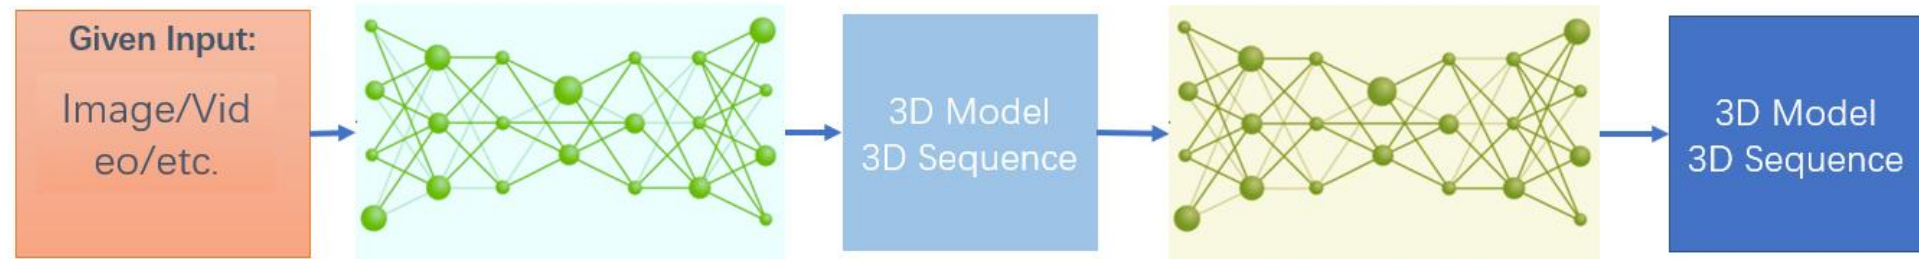 Given Input:
Image/Vid
eo/etc.
3D Model
3D Sequence
3D Model
3D Sequence